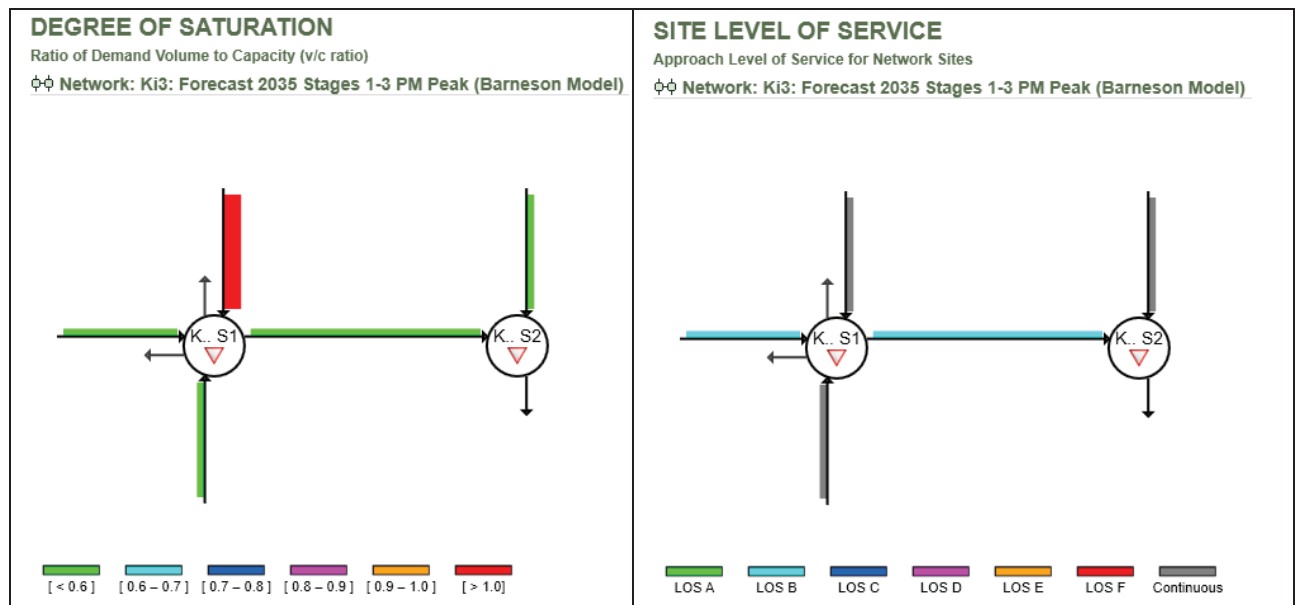 DEGREE OF SATURATION
Ratio of Demand Volume to Capacity (v/c ratio)
Network: Ki3: Forecast 2035 Stages 1-3 PM Peak (Barneson Model)
K.. S1
K.. S2
[ < 0.6 ] [ 0.6 – 0.7 ] [ 0.7 – 0.8 ] [ 0.8 – 0.9 ] [ 0.9 – 1.0 ] [ > 1.0]
SITE LEVEL OF SERVICE
Approach Level of Service for Network Sites
Network: Ki3: Forecast 2035 Stages 1-3 PM Peak (Barneson Model)
K.. S1
K.. S2
LOS A LOS B LOS C LOS D LOS E LOS F Continuous